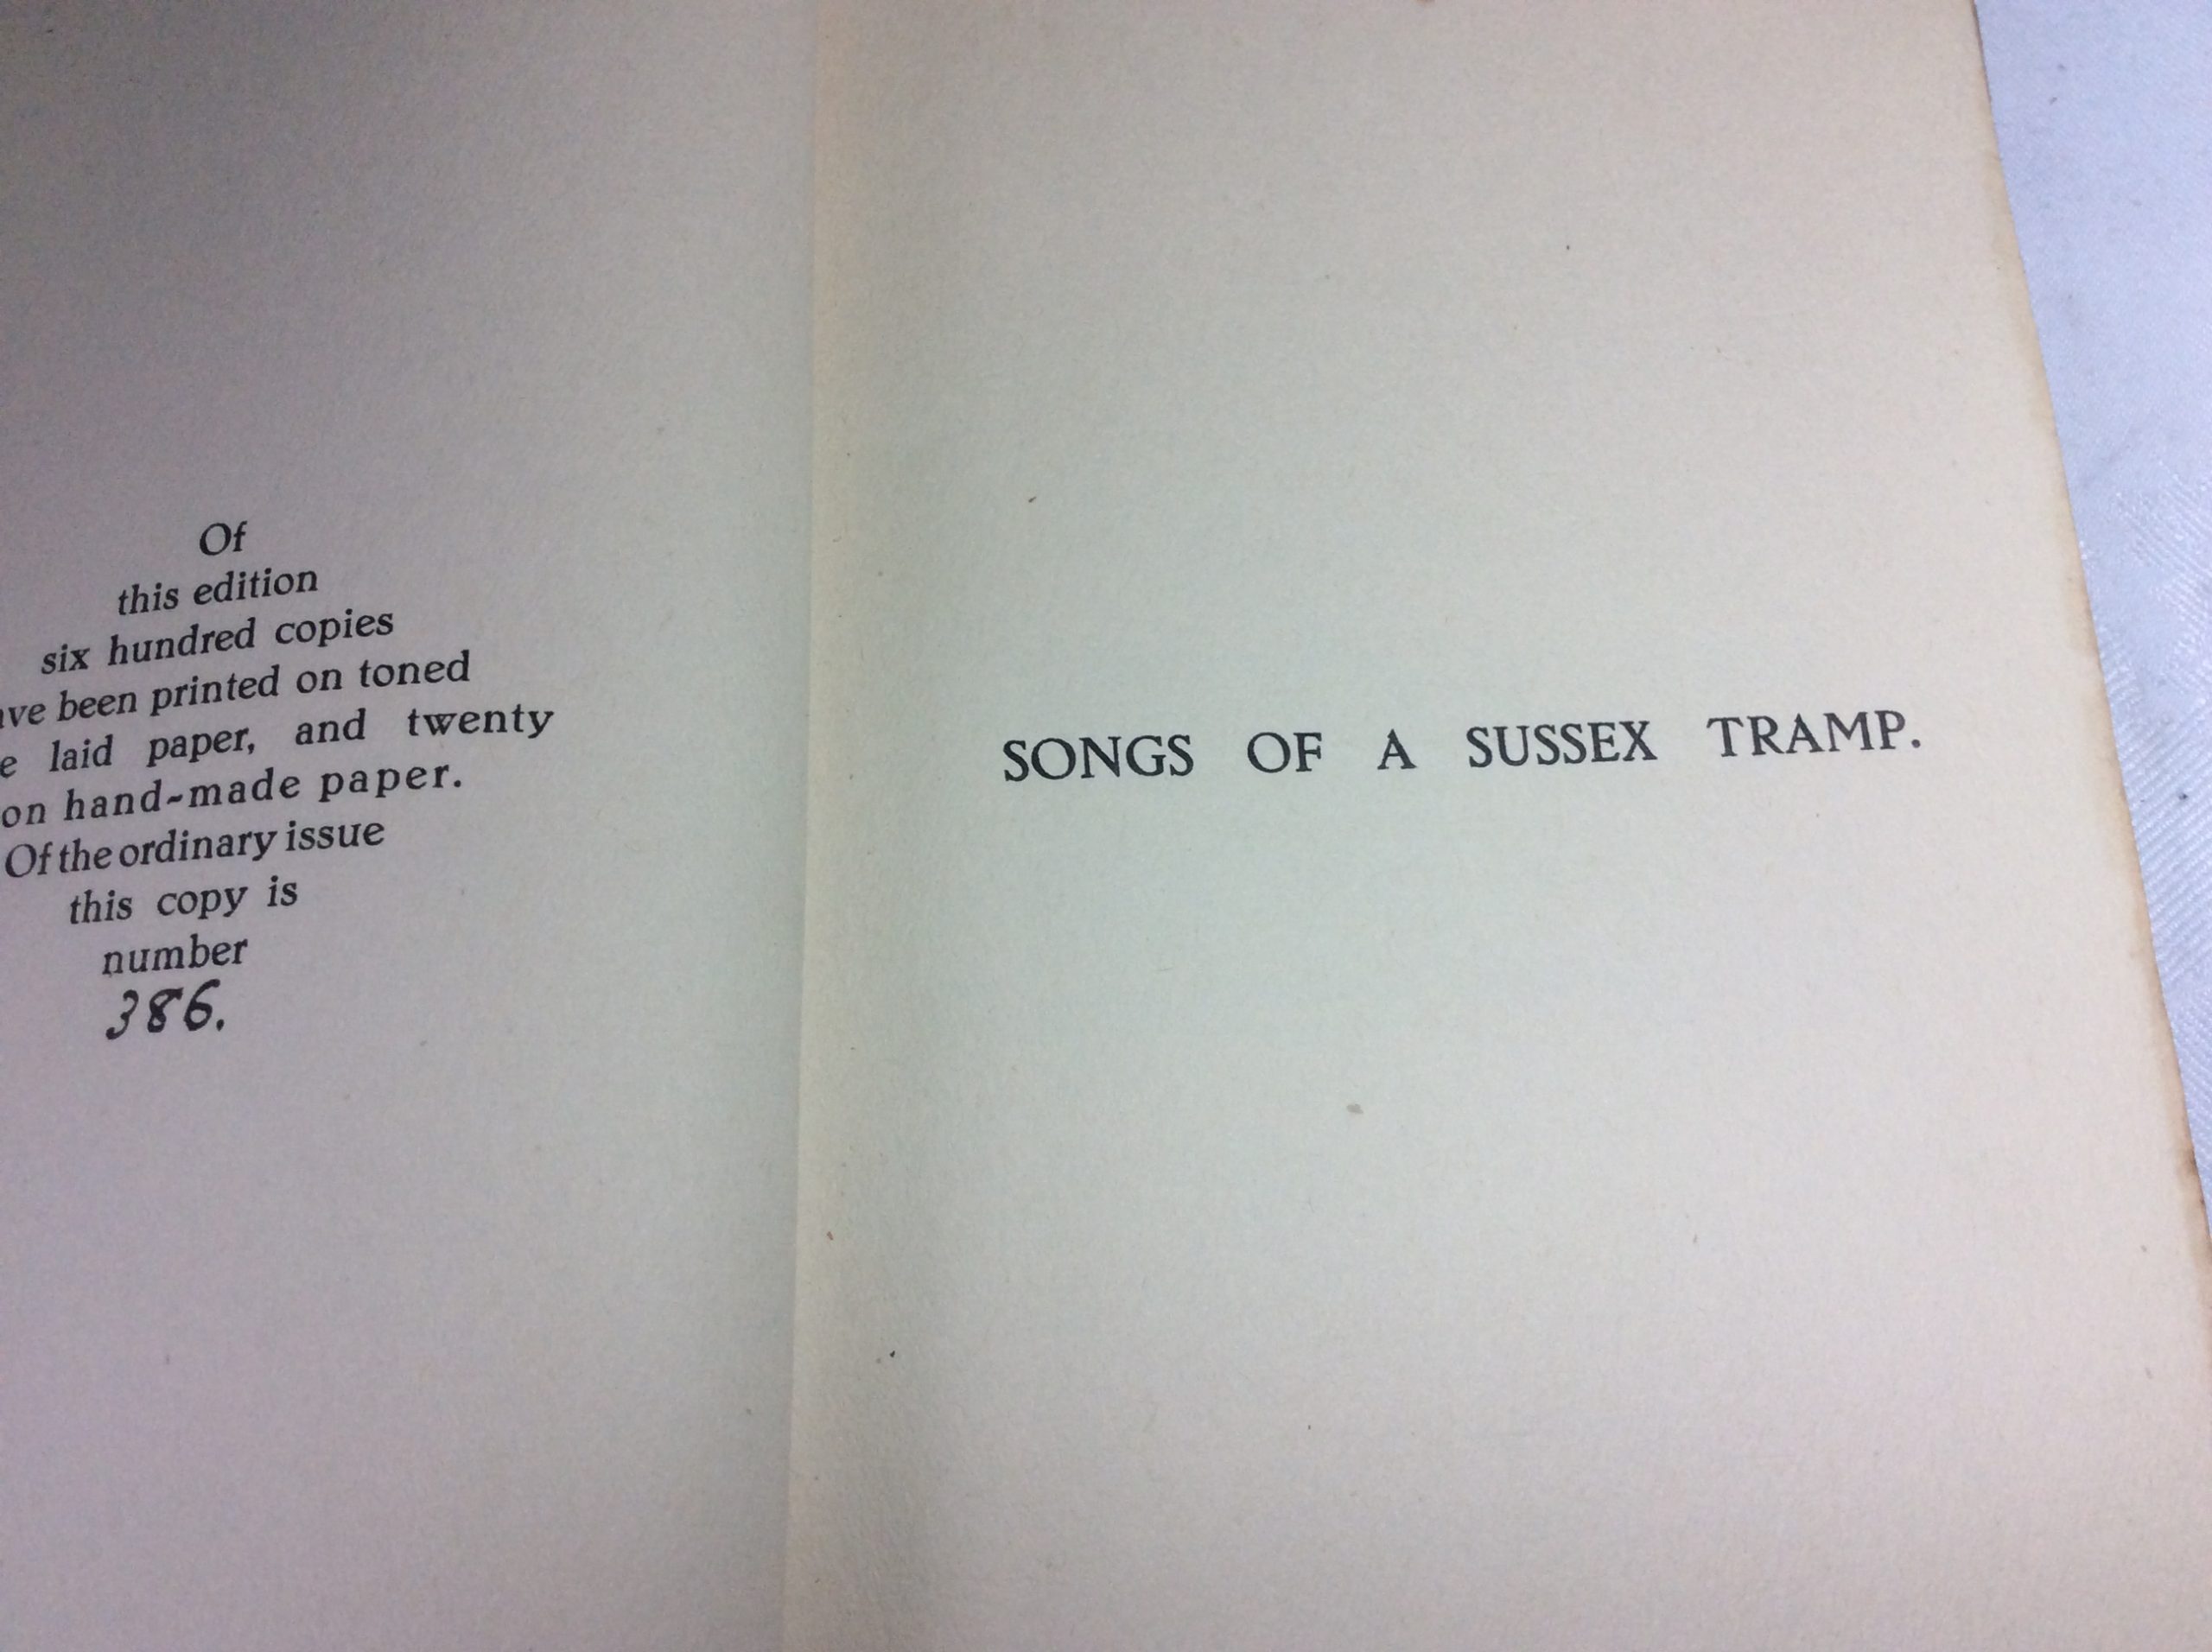 Of
this edition
six hundred copies
been printed on toned
laid paper, and twenty
on hand-made paper.
Of the ordinary issue
this copy is
number
386.
SONGS OF A SUSSEX TRAMP.